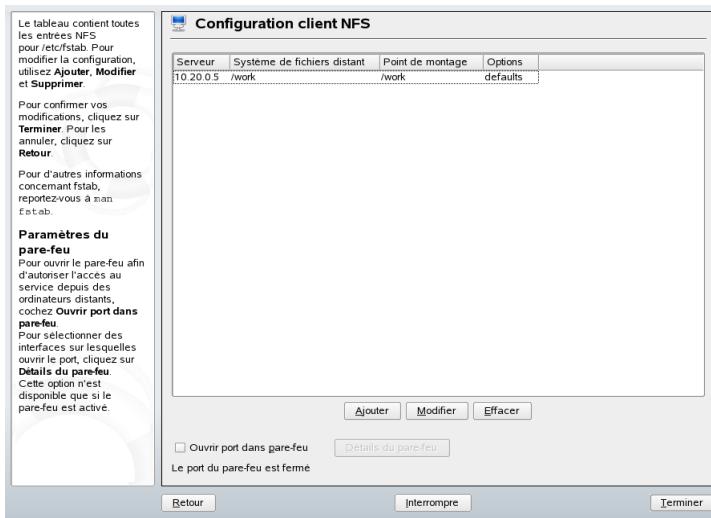 Le tableau contient toutes
les entrées NFS
pour /etc/fstab. Pour
modifier la configuration,
utilisez Ajouter, Modifier
et Supprimer.
Pour confirmer vos
modifications, cliquez sur
Terminer. Pour les
annuler, cliquez sur
Retour.
Pour d'autres informations
concernant fstab,
reportez-vous à man
fstab.
Paramètres du
pare-feu
Pour ouvrir le pare-feu afin
d'autoriser l'accès au
service depuis des
ordinateurs distants,
cochez Ouvrir port dans
pare-feu.
Pour sélectionner des
interfaces sur lesquelles
ouvrir le port, cliquez sur
Détails du pare-feu.
Cette option n'est
disponible que si le
pare-feu est activé.
Configuration client NFS
Serveur Système de fichiers distant Point de montage Options
10.20.0.5 /work /work defaults
Ajouter Modifier Effacer
Ouvrir port dans pare-feu Détails du pare-feu
Le port du pare-feu est fermé
Retour Interrompre Terminer